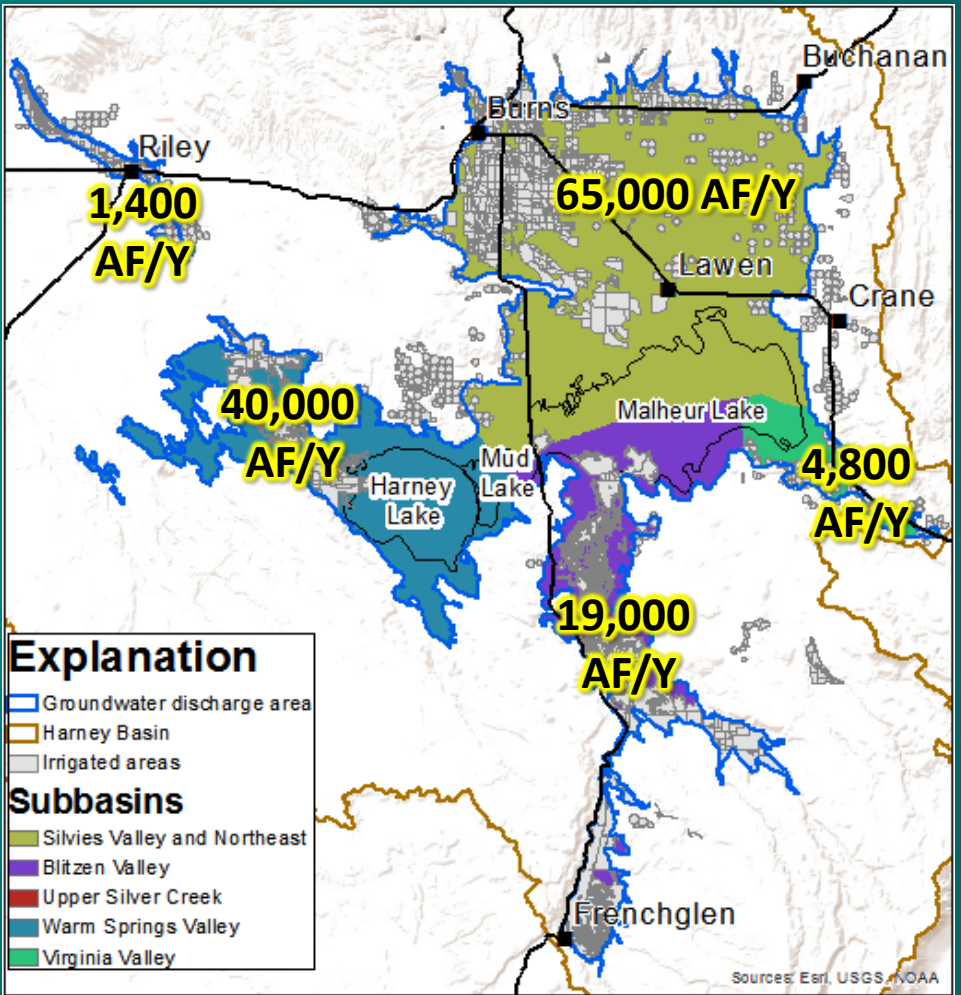 Buchanan
Burns
Riley
1,400
AF/Y
65,000 AF/Y
Lawen
Crane
40,000
AF/Y
Malheur Lake
Mud
Lake
Harney
Lake
4,800
AF/Y
19,000
AF/Y
Explanation
Groundwater discharge area
Harney Basin
Irrigated areas
Subbasins
Silvies Valley and Northeast
Blitzen Valley
Upper Silver Creek
Warm Springs Valley
Virginia Valley
Frenchglen
Sources: Esri, USGS, NOAA